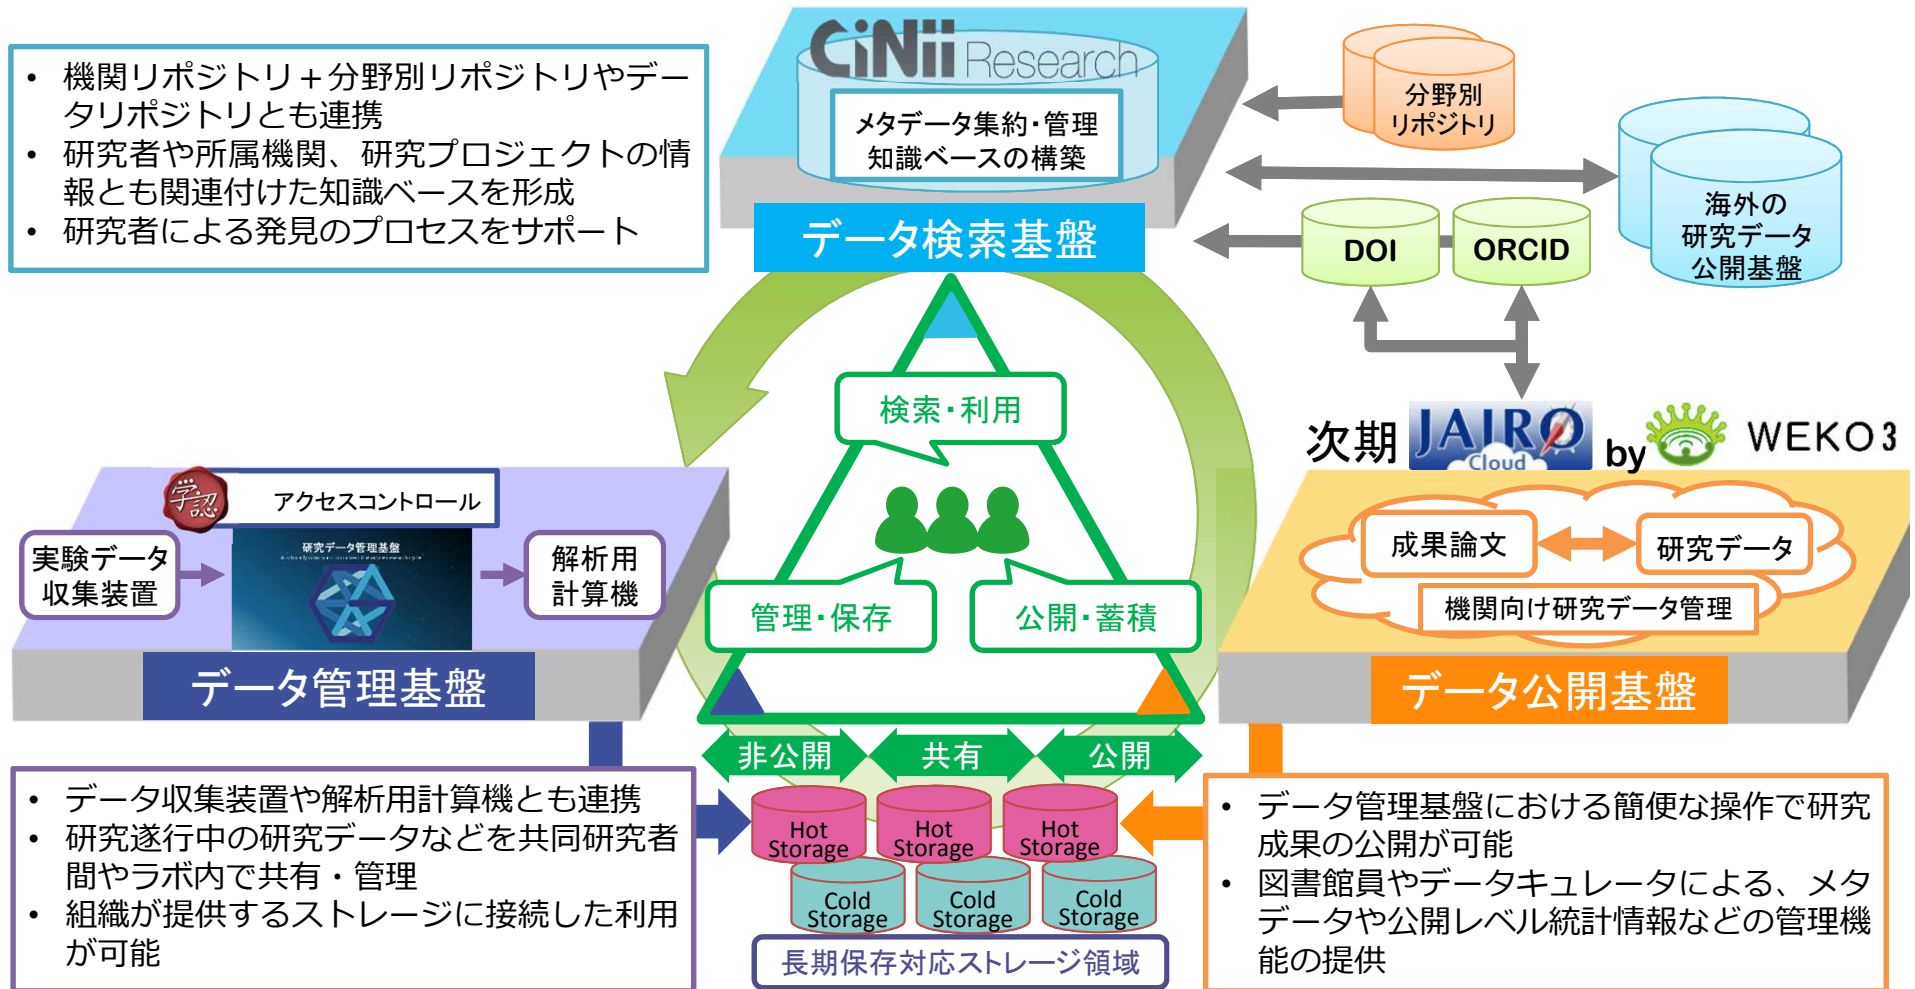 • 機関リポジトリ＋分野別リポジトリやデー
タリポジトリとも連携
• 研究者や所属機関、研究プロジェクトの情
報とも関連付けた知識ベースを形成
• 研究者による発見のプロセスをサポート
CiNii Research
メタデータ集約・管理
知識ベースの構築
データ検索基盤
分野別
リポジトリ
海外の
研究データ
公開基盤
DOI
ORCID
検索・利用
管理・保存
公開・蓄積
次期 JAIRO Cloud by WEKO3
学認
アクセスコントロール
実験データ
収集装置
研究データ管理基盤
解析用
計算機
データ管理基盤
成果論文
研究データ
機関向け研究データ管理
データ公開基盤
非公開
共有
公開
• データ収集装置や解析用計算機とも連携
• 研究遂行中の研究データなどを共同研究者
間やラボ内で共有・管理
• 組織が提供するストレージに接続した利用
が可能
Hot
Storage
Hot
Storage
Hot
Storage
Cold
Storage
Cold
Storage
Cold
Storage
長期保存対応ストレージ領域
• データ管理基盤における簡便な操作で研究
成果の公開が可能
• 図書館員やデータキュレータによる、メタ
データや公開レベル統計情報などの管理機
能の提供